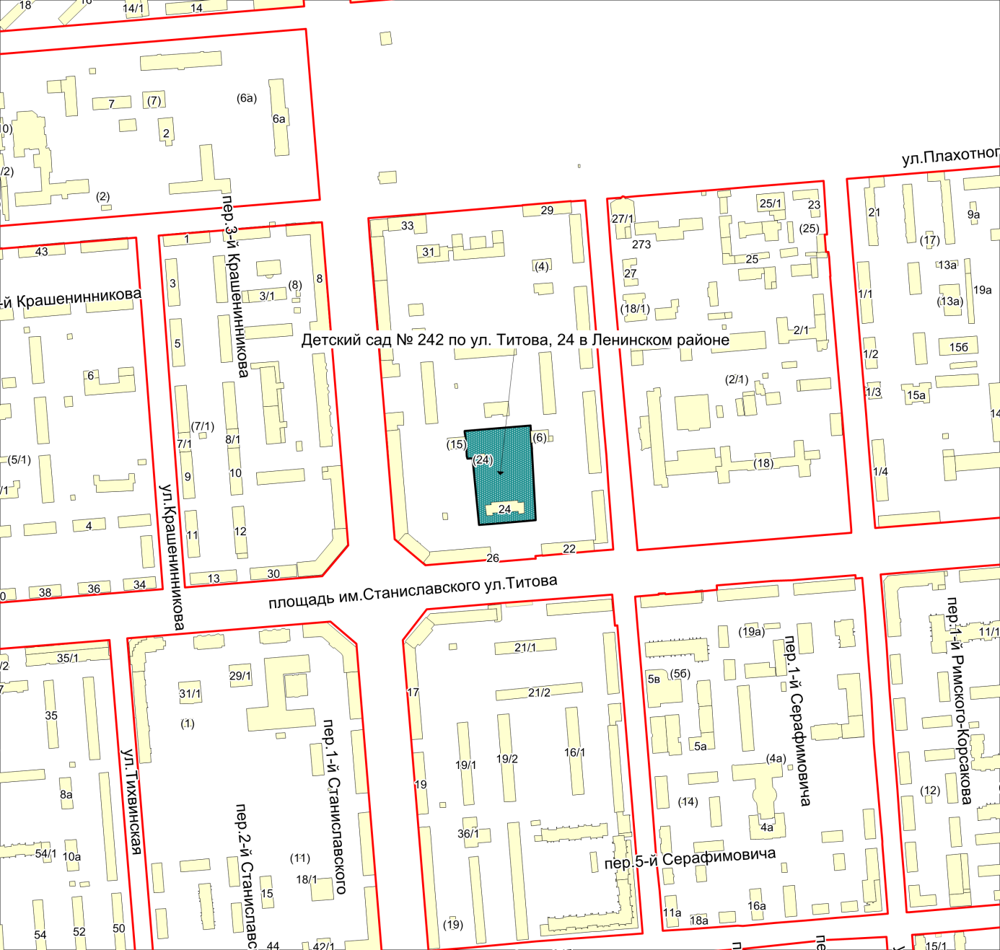 18
16
14/1
14
7
(7)
(6а)
6а
2
(2)
ул.Плахотног
пер.3-й Крашенинникова
1
43
3
8
(8)
3/1
33
29
31
(4)
27/1
273
27
(18/1)
25/1
23
(25)
25
21
9а
(17)
13а
19а
(13а)
1/1
-й Крашенинникова
Детский сад № 242 по ул. Титова, 24 в Ленинском районе
5
6
2/1
(2/1)
1/2
15б
1/3
15а
14
(7/1)
7/1
8/1
(15)
(24)
(6)
(5/1)
/1
9
10
(18)
1/4
ул.Крашенинникова
24
4
11
12
26
22
13
30
34
36
38
площадь им.Станиславского ул.Титова
35/1
29/1
31/1
(1)
35
21/1
17
21/2
(19а)
5в
(5б)
пер.1-й Серафимовича
пер.1-й Римского-Корсакова
11/1
ул.Тихвинская
пер.1-й Станиславского
19/1
19/2
16/1
19
5а
(4а)
(14)
4а
(12)
8а
54/1
10а
пер.2-й Станиславс
(11)
18/1
15
36/1
пер.5-й Серафимовича
(19)
11а
18а
16а
54
52
50
44
42/1
15/1